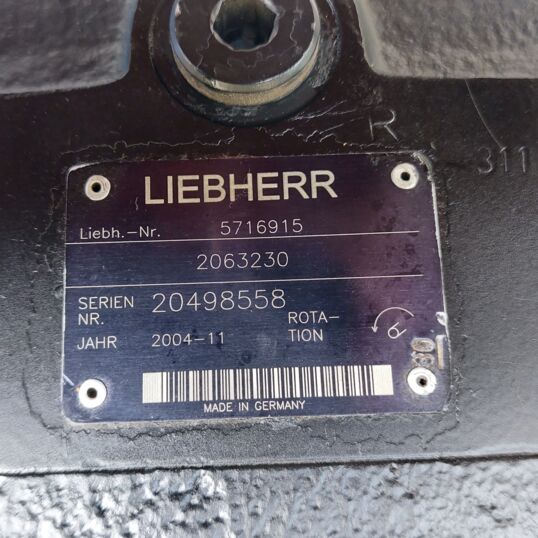 R
311
LIEBHERR
Liebh.-Nr. 5716915
2063230
SERIEN NR. 20498558
JAHR 2004-11
ROTA-
TION
MADE IN GERMANY